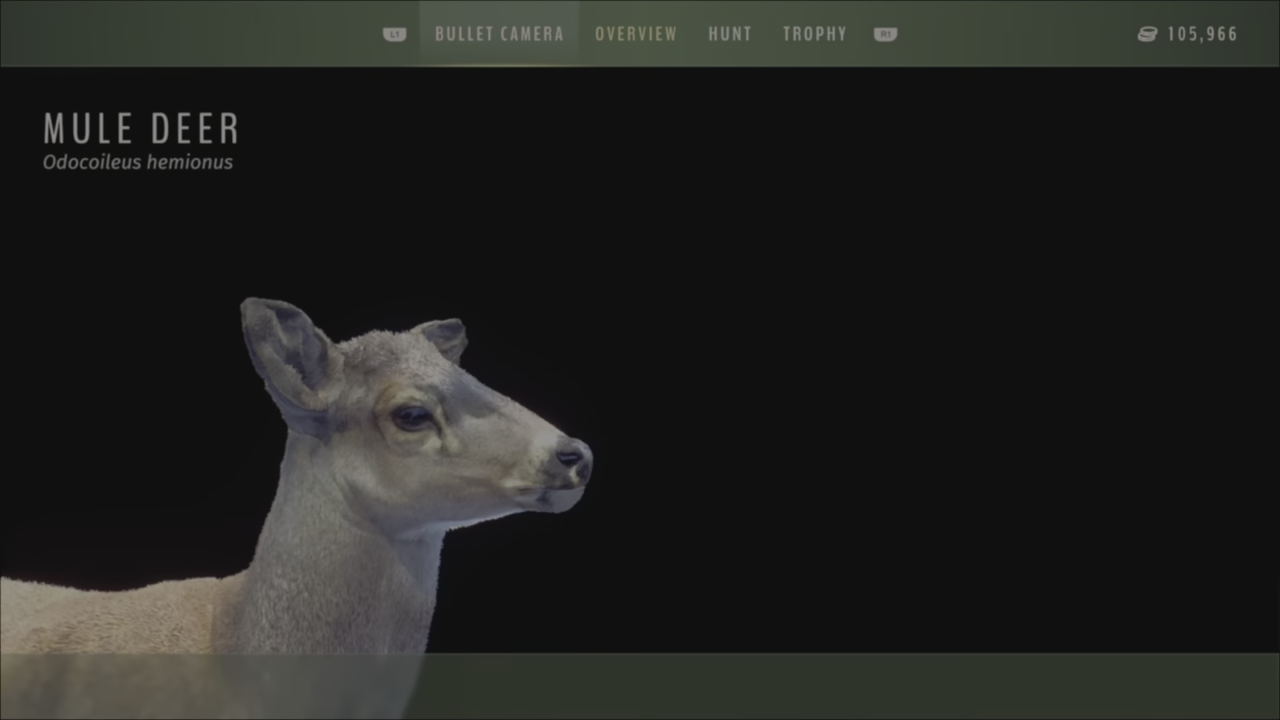 L1 BULLET CAMERA OVERVIEW HUNT TROPHY R1 105,966
MULE DEER
Odocoileus hemionus